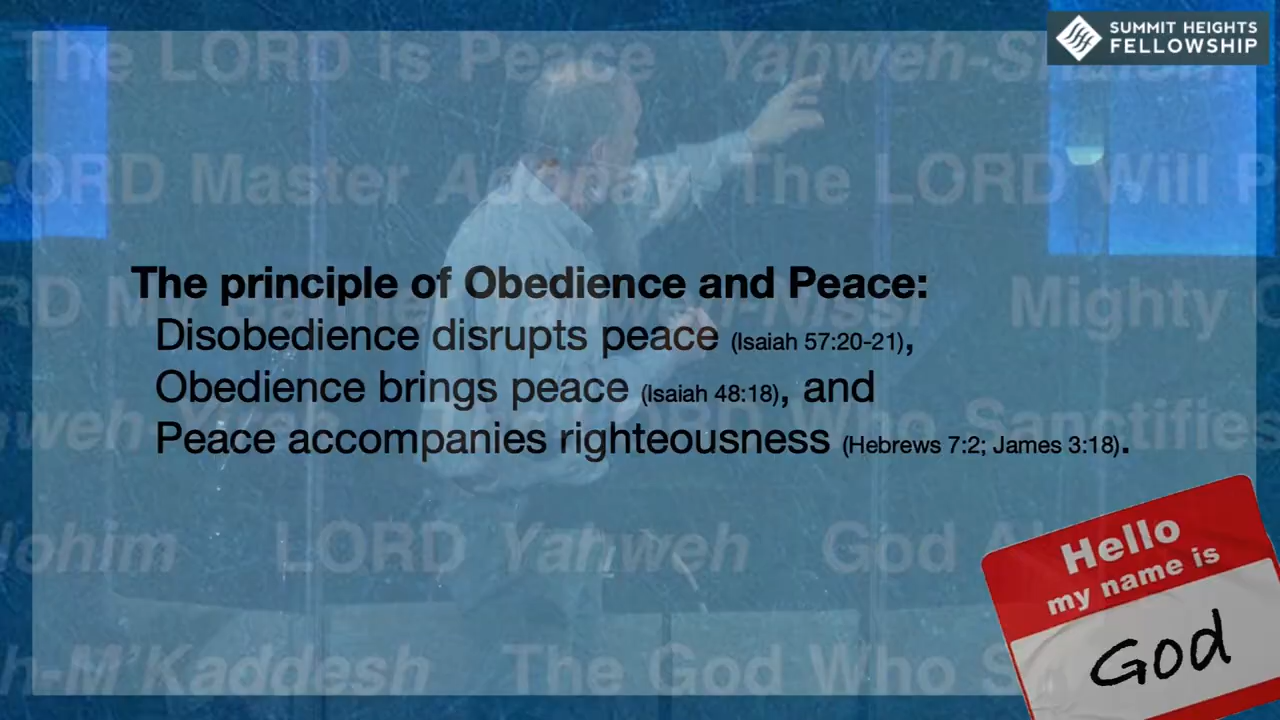 SUMMIT HEIGHTS
FELLOWSHIP
The LORD is Peace Yahweh-Shalom
LORD Master Adonay The LORD Will
The principle of Obedience and Peace:
Mighty
Disobedience disrupts peace (Isaiah 57:20-21),
Obedience brings peace (Isaiah 48:18), and
Sanctifies
Peace accompanies righteousness (Hebrews 7:2; James 3:18).
LORD Yahweh God
h-M'Kaddesh The God Who
Hello
my name is
God